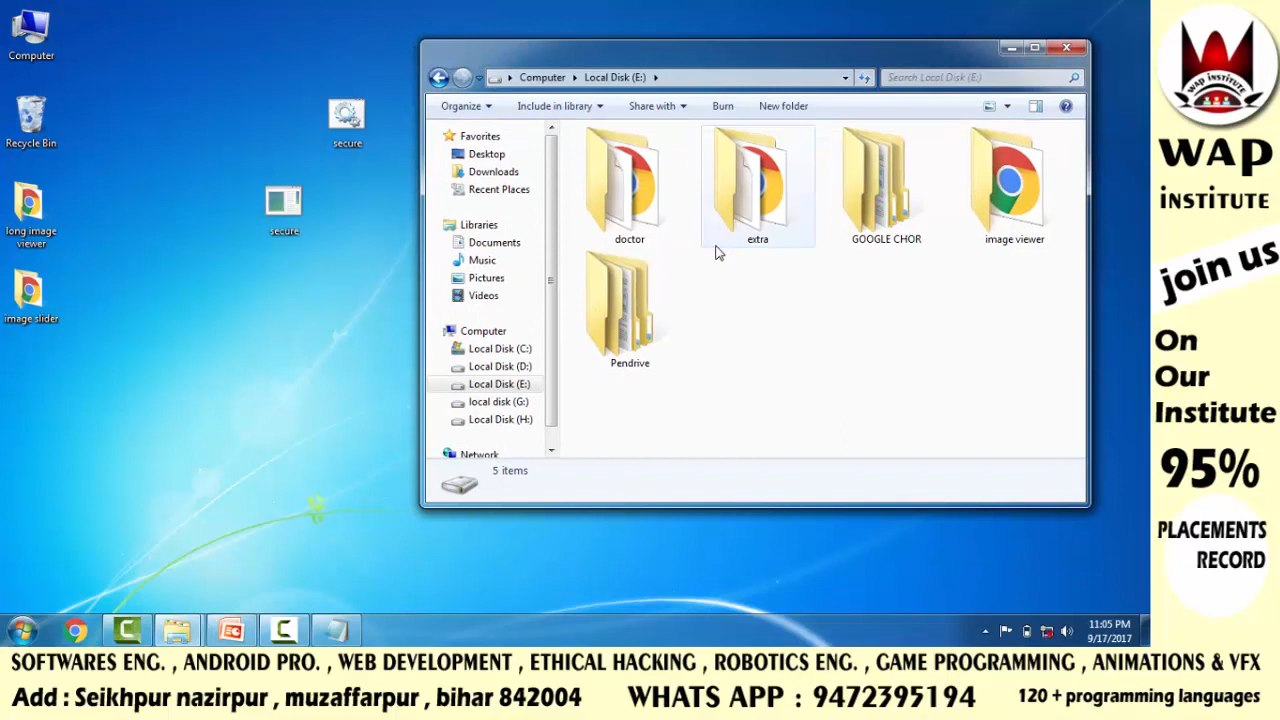 Computer
Recycle Bin
long image
viewer
image slider
secure
secure
Computer
Local Disk (E:)
Search Local Disk (E:)
Organize
Include in library
Share with
Burn
New folder
Favorites
Desktop
Downloads
Recent Places
Libraries
Documents
Music
Pictures
Videos
Computer
Local Disk (C:)
Local Disk (D:)
Local Disk (E:)
local disk (G:)
Local Disk (H:)
Network
doctor
extra
GOOGLE CHOR
image viewer
Pendrive
5 items
11:05 PM
9/17/2017
WAP
iNSTITUTE
join us
On
Our
Institute
95%
PLACEMENTS
RECORD
SOFTWARES ENG. , ANDROID PRO. , WEB DEVELOPMENT , ETHICAL HACKING , ROBOTICS ENG. , GAME PROGRAMMING , ANIMATIONS & VFX
Add : Seikhpur nazirpur , muzaffarpur , bihar 842004 WHATS APP : 9472395194 120 + programming languages